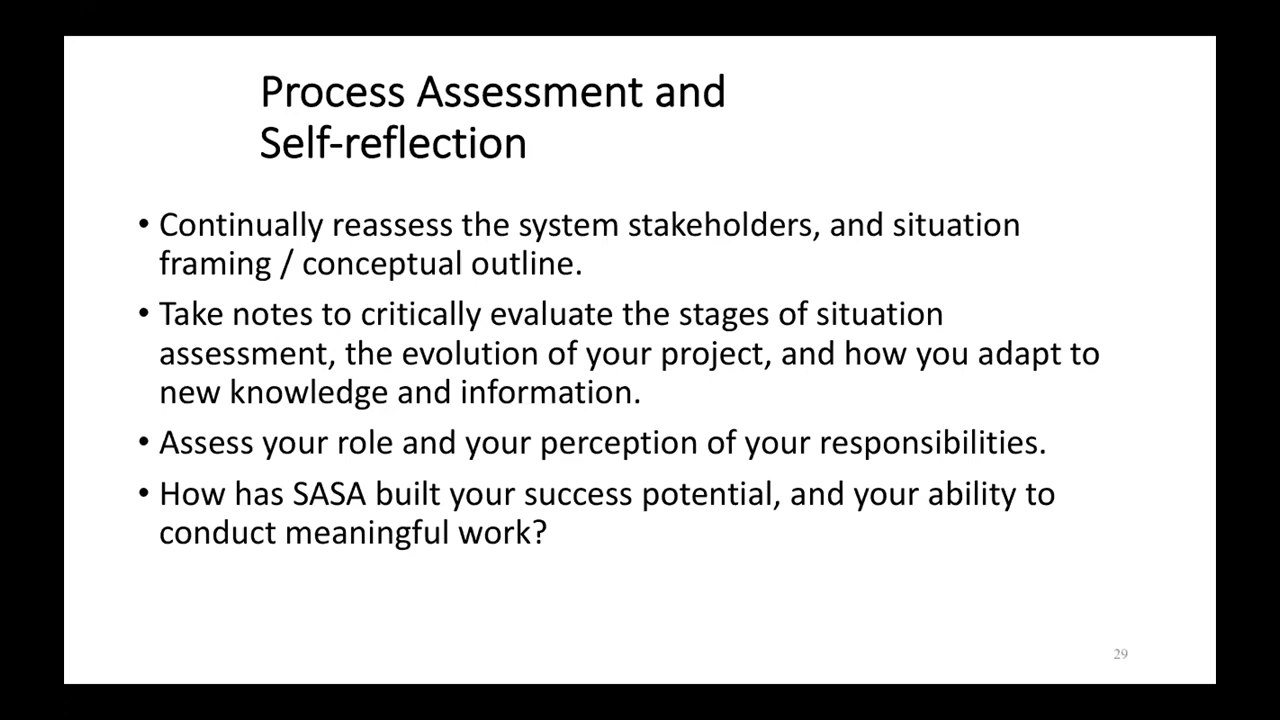 Process Assessment and
Self-reflection
• Continually reassess the system stakeholders, and situation
framing / conceptual outline.
• Take notes to critically evaluate the stages of situation
assessment, the evolution of your project, and how you adapt to
new knowledge and information.
• Assess your role and your perception of your responsibilities.
• How has SASA built your success potential, and your ability to
conduct meaningful work?
29